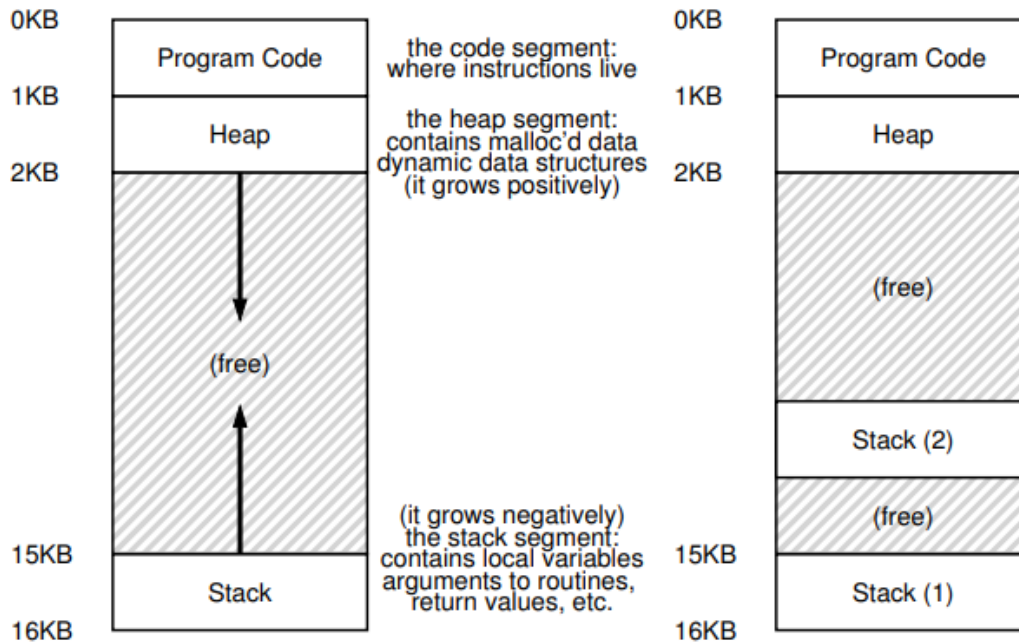 0KB
Program Code
the code segment:
where instructions live
1KB
Heap
the heap segment:
contains malloc'd data
dynamic data structures
(it grows positively)
2KB
(free)
(it grows negatively)
the stack segment:
contains local variables
arguments to routines,
return values, etc.
15KB
Stack
16KB
0KB
Program Code
1KB
Heap
2KB
(free)
Stack (2)
(free)
15KB
Stack (1)
16KB